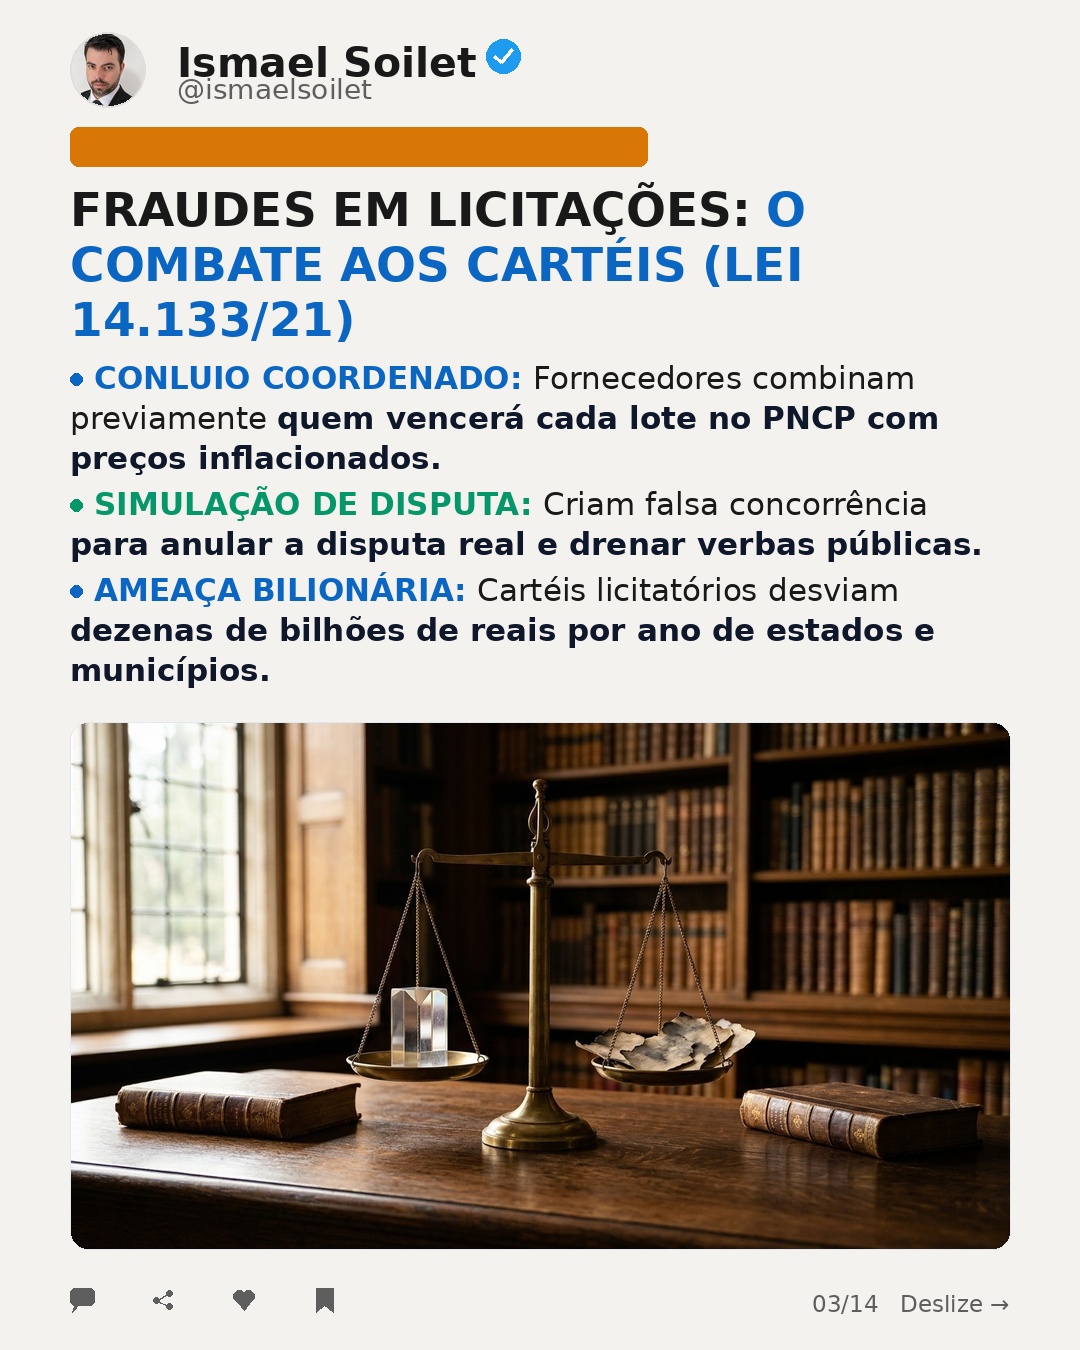 Ismael Soilet
@ismaelsoilet
FRAUDES EM LICITAÇÕES: O
COMBATE AOS CARTÉIS (LEI
14.133/21)
• CONLUIO COORDENADO: Fornecedores combinam
previamente quem vencerá cada lote no PNCP com
preços inflacionados.
• SIMULAÇÃO DE DISPUTA: Criam falsa concorrência
para anular a disputa real e drenar verbas públicas.
• AMEAÇA BILIONÁRIA: Cartéis licitatórios desviam
dezenas de bilhões de reais por ano de estados e
municípios.
03/14 Deslize →